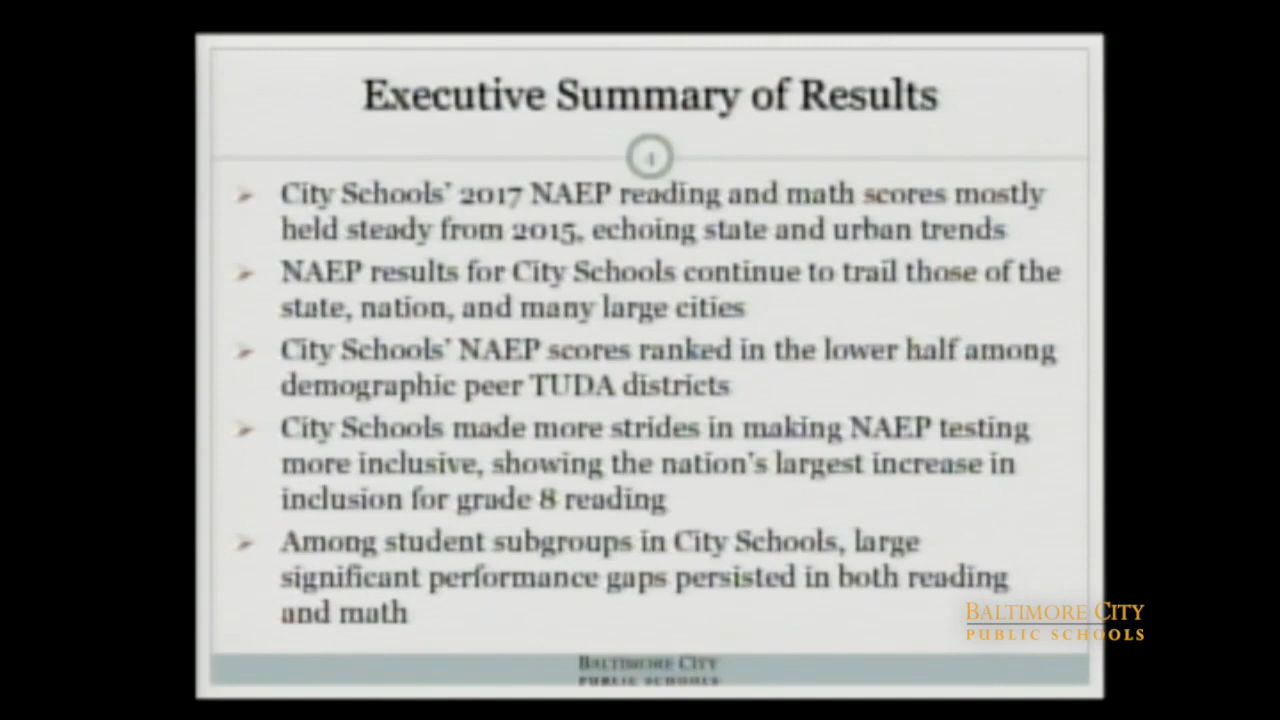 Executive Summary of Results
4
➢ City Schools' 2017 NAEP reading and math scores mostly
held steady from 2015, echoing state and urban trends
➢ NAEP results for City Schools continue to trail those of the
state, nation, and many large cities
➢ City Schools' NAEP scores ranked in the lower half among
demographic peer TUDA districts
➢ City Schools made more strides in making NAEP testing
more inclusive, showing the nation's largest increase in
inclusion for grade 8 reading
➢ Among student subgroups in City Schools, large
significant performance gaps persisted in both reading
and math
BALTIMORE CITY
PUBLIC SCHOOLS
BALTIMORE CITY
PUBLIC SCHOOLS